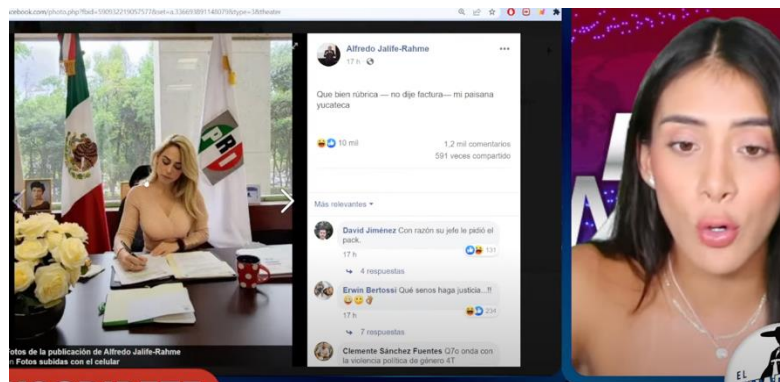 acebook.com/photo.php?fbid=590932219057577&set=a.336693891148079&type=3&theater
PRI
Alfredo Jalife-Rahme
17 h
Que bien rúbrica --- no dije factura--- mi paisana
yucateca
10 mil
1,2 mil comentarios
591 veces compartido
Más relevantes
David Jiménez Con razón su jefe le pidió el
pack.
131
17 h
4 respuestas
Erwin Bertossi Qué senos haga justicia...!!
234
17 h
7 respuestas
Clemente Sánchez Fuentes Q7o onda con
la violencia política de género 4T
otos de la publicación de Alfredo Jalife-Rahme
n Fotos subidas con el celular
EL